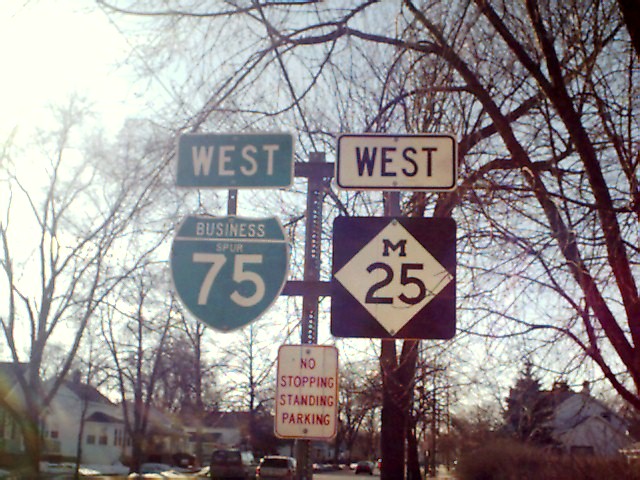 WEST
BUSINESS
SPUR
75
WEST
M
25
NO
STOPPING
STANDING
PARKING